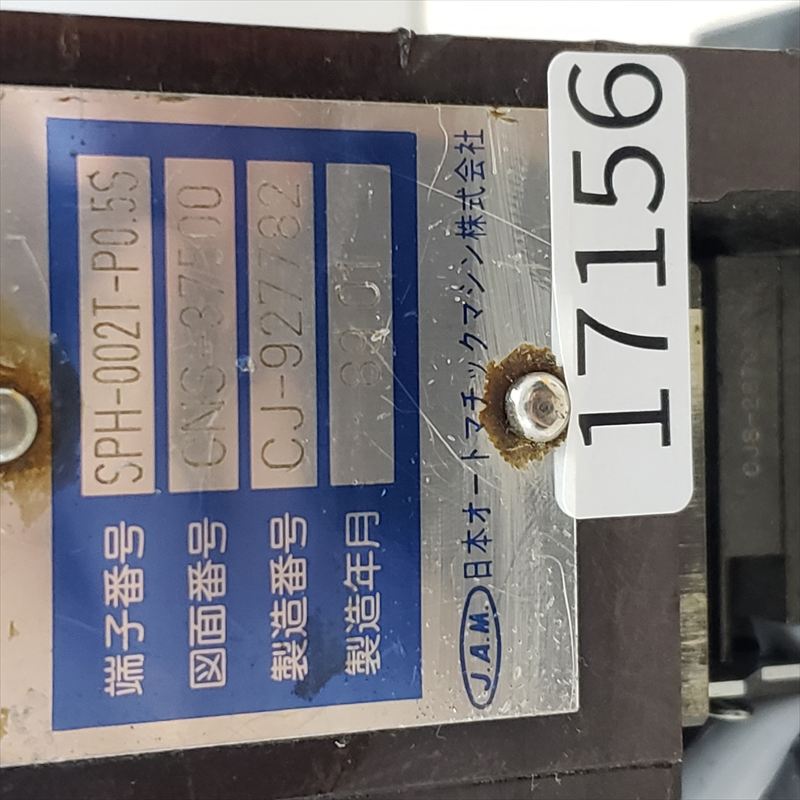 端子番号 SPH-002T-P0.5S
図面番号
製造番号 CJ-927782
製造年月
J.A.M. 日本オートマチックマシン株式会社
17156